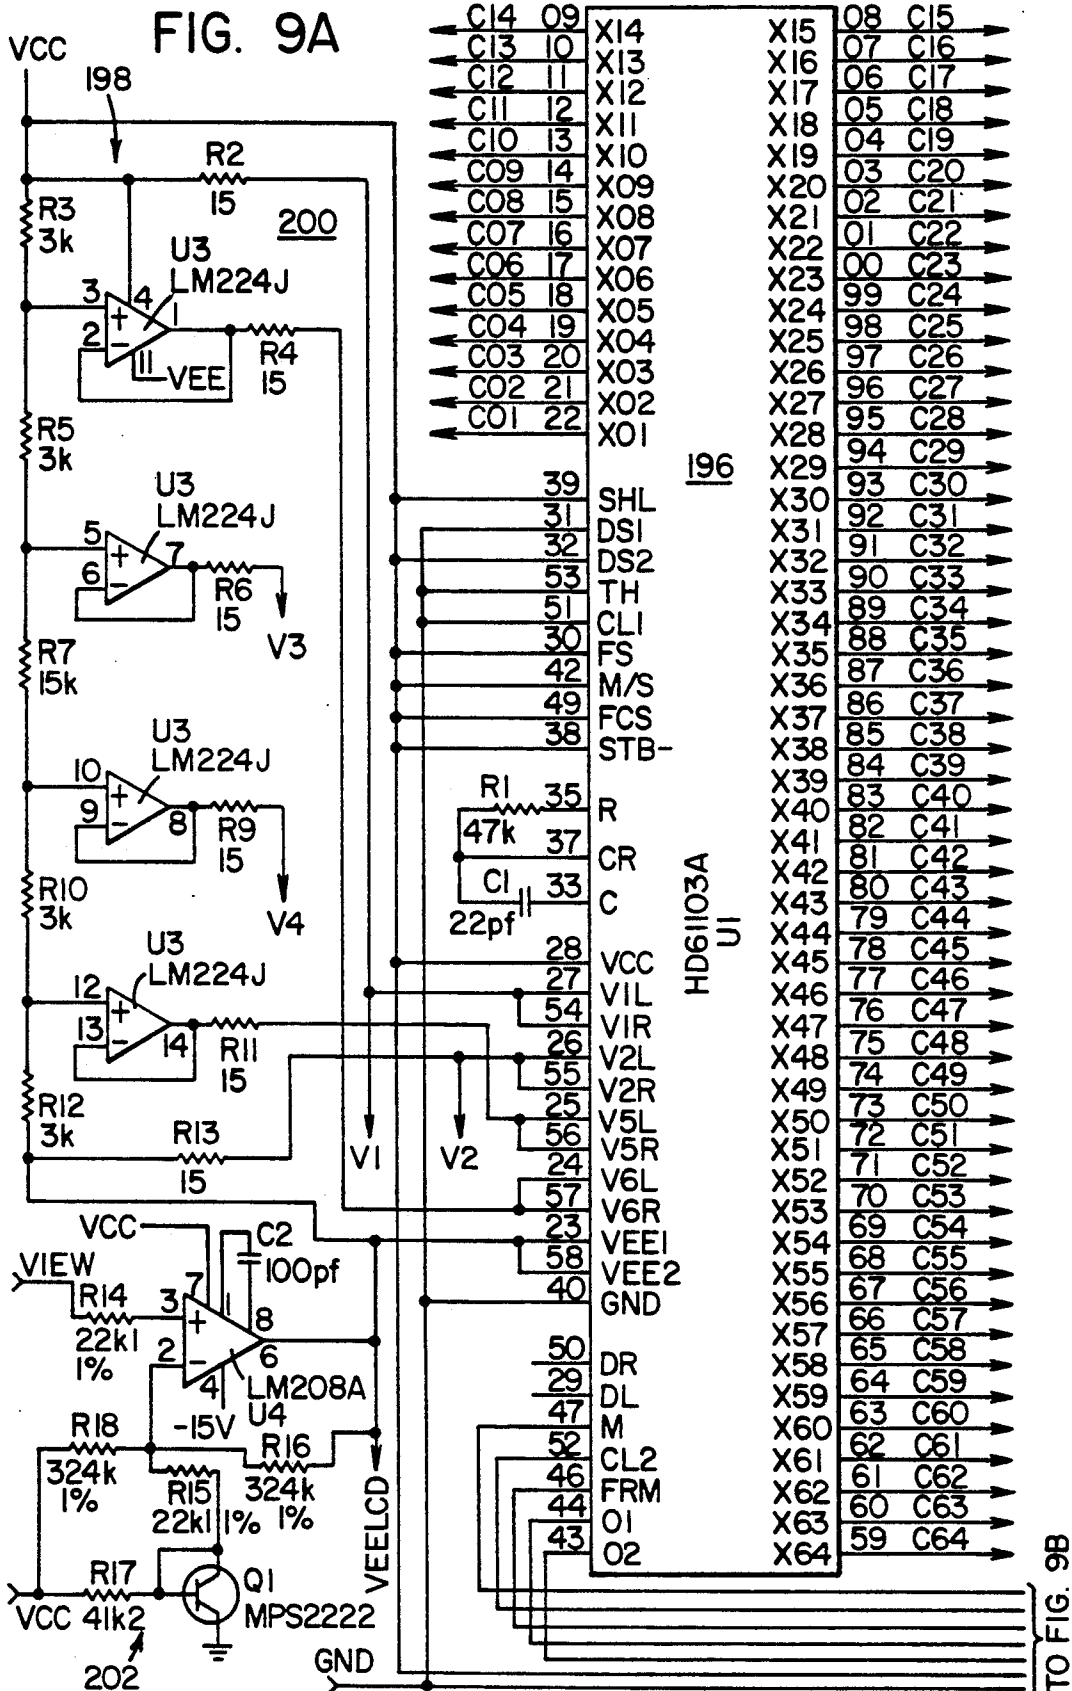 FIG. 9A
VCC
198
R2
15
200
R3
3k
U3
LM224J
3
4
1
2
11
VEE
R4
15
R5
3k
U3
LM224J
5
7
6
R6
15
V3
R7
15k
U3
LM224J
10
9
8
R9
15
V4
R10
3k
U3
LM224J
12
13
14
R11
15
R12
3k
R13
15
V1
V2
VCC
C2
100pf
VIEW
R14
22k1
1%
7
1
3
8
2
6
4
-15V
LM208A
U4
R18
324k
1%
R15
22k1
1%
R16
324k
1%
VEELCD
VCC
R17
41k2
Q1
MPS2222
202
GND
C14 09 X14
C13 10 X13
C12 11 X12
C11 12 X11
C10 13 X10
C09 14 X09
C08 15 X08
C07 16 X07
C06 17 X06
C05 18 X05
C04 19 X04
C03 20 X03
C02 21 X02
C01 22 X01
39 SHL
31 DS1
32 DS2
53 TH
51 CL1
30 FS
42 M/S
49 FCS
38 STB-
R1
47k
35 R
37 CR
C1
22pf
33 C
28 VCC
27 V1L
54 V1R
26 V2L
55 V2R
25 V5L
56 V5R
24 V6L
57 V6R
23 VEE1
58 VEE2
40 GND
50 DR
29 DL
47 M
52 CL2
46 FRM
44 O1
43 O2
196
HD61103A
U1
X15 08 C15
X16 07 C16
X17 06 C17
X18 05 C18
X19 04 C19
X20 03 C20
X21 02 C21
X22 01 C22
X23 00 C23
X24 99 C24
X25 98 C25
X26 97 C26
X27 96 C27
X28 95 C28
X29 94 C29
X30 93 C30
X31 92 C31
X32 91 C32
X33 90 C33
X34 89 C34
X35 88 C35
X36 87 C36
X37 86 C37
X38 85 C38
X39 84 C39
X40 83 C40
X41 82 C41
X42 81 C42
X43 80 C43
X44 79 C44
X45 78 C45
X46 77 C46
X47 76 C47
X48 75 C48
X49 74 C49
X50 73 C50
X51 72 C51
X52 71 C52
X53 70 C53
X54 69 C54
X55 68 C55
X56 67 C56
X57 66 C57
X58 65 C58
X59 64 C59
X60 63 C60
X61 62 C61
X62 61 C62
X63 60 C63
X64 59 C64
TO FIG. 9B